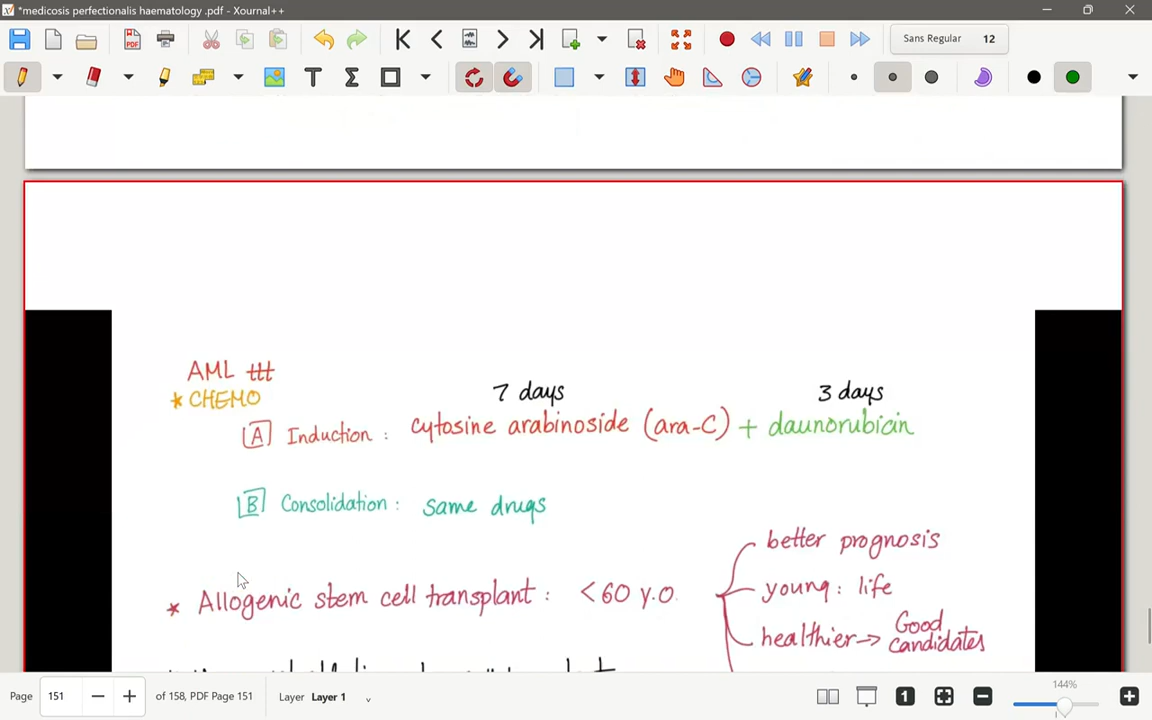 *medicosis perfectionalis haematology .pdf - Xournal++
Sans Regular 12
AML ttt
* CHEMO
7 days 3 days
A Induction : cytosine arabinoside (ara-C) + daunorubicin
B Consolidation : same drugs
better prognosis
* Allogenic stem cell transplant : <60 y.o.
young : life
healthier → Good candidates
Page 151 of 158, PDF Page 151 Layer Layer 1
144%